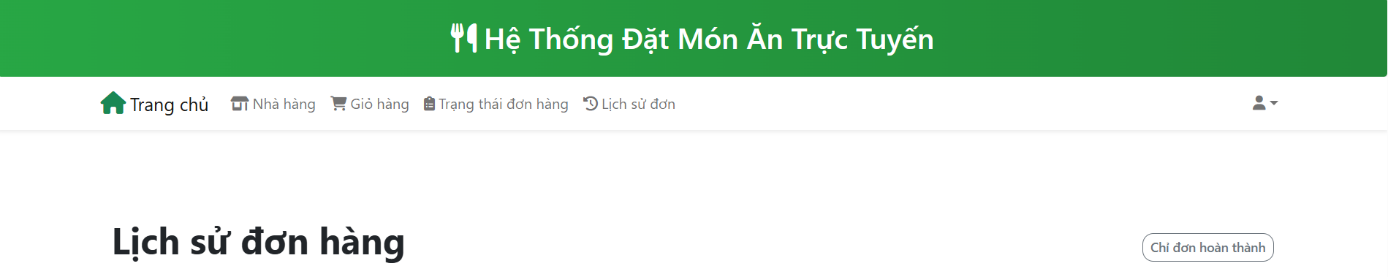 Hệ Thống Đặt Món Ăn Trực Tuyến
Trang chủ Nhà hàng Giỏ hàng Trạng thái đơn hàng Lịch sử đơn
Lịch sử đơn hàng
Chỉ đơn hoàn thành